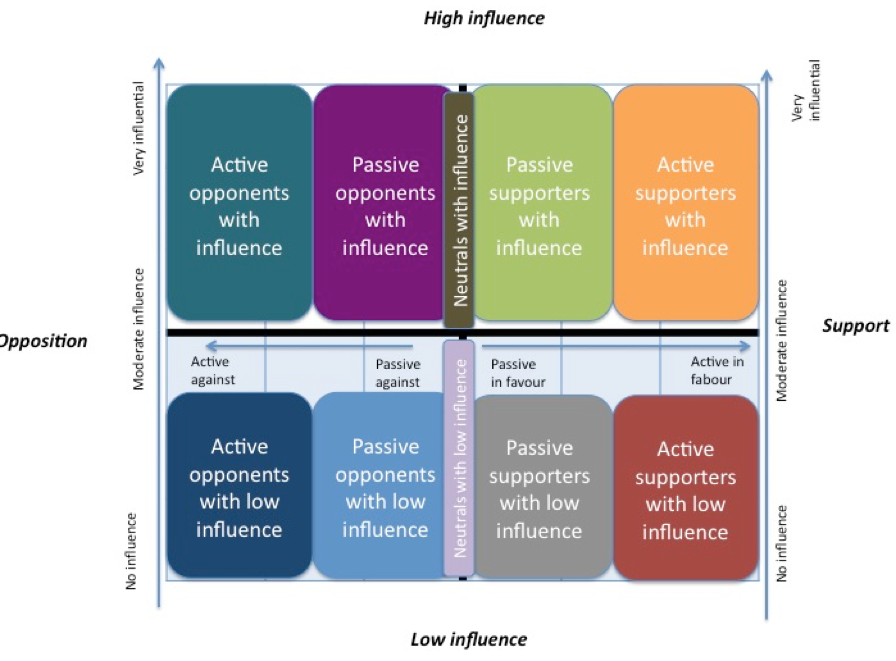 High influence
Very influential
Very
influential
Active
opponents
with
influence
Passive
opponents
with
influence
Neutrals with influence
Passive
supporters
with
influence
Active
supporters
with
influence
Moderate influence
Moderate influence
Opposition
Support
Active
against
Passive
against
Passive
in favour
Active in
fabour
Active
opponents
with low
influence
Passive
opponents
with low
influence
Neutrals with low influence
Passive
supporters
with low
influence
Active
supporters
with low
influence
No influence
No influence
Low influence